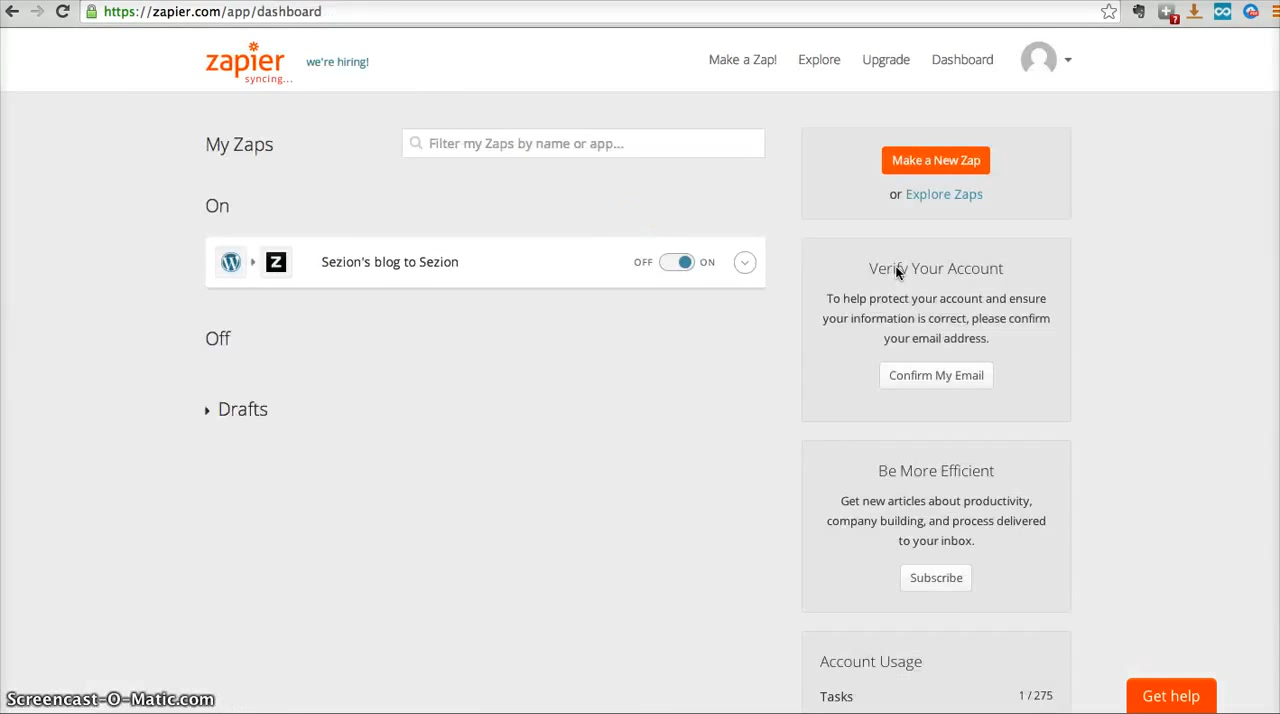 https://zapier.com/app/dashboard
zapier
syncing...
we're hiring!
Make a Zap!
Explore
Upgrade
Dashboard
My Zaps
Filter my Zaps by name or app...
Make a New Zap
or Explore Zaps
On
Z
Sezion's blog to Sezion
OFF
ON
Verify Your Account
To help protect your account and ensure
your information is correct, please confirm
your email address.
Confirm My Email
Off
Drafts
Be More Efficient
Get new articles about productivity,
company building, and process delivered
to your inbox.
Subscribe
Account Usage
Tasks
1 / 275
Get help
Screencast-O-Matic.com